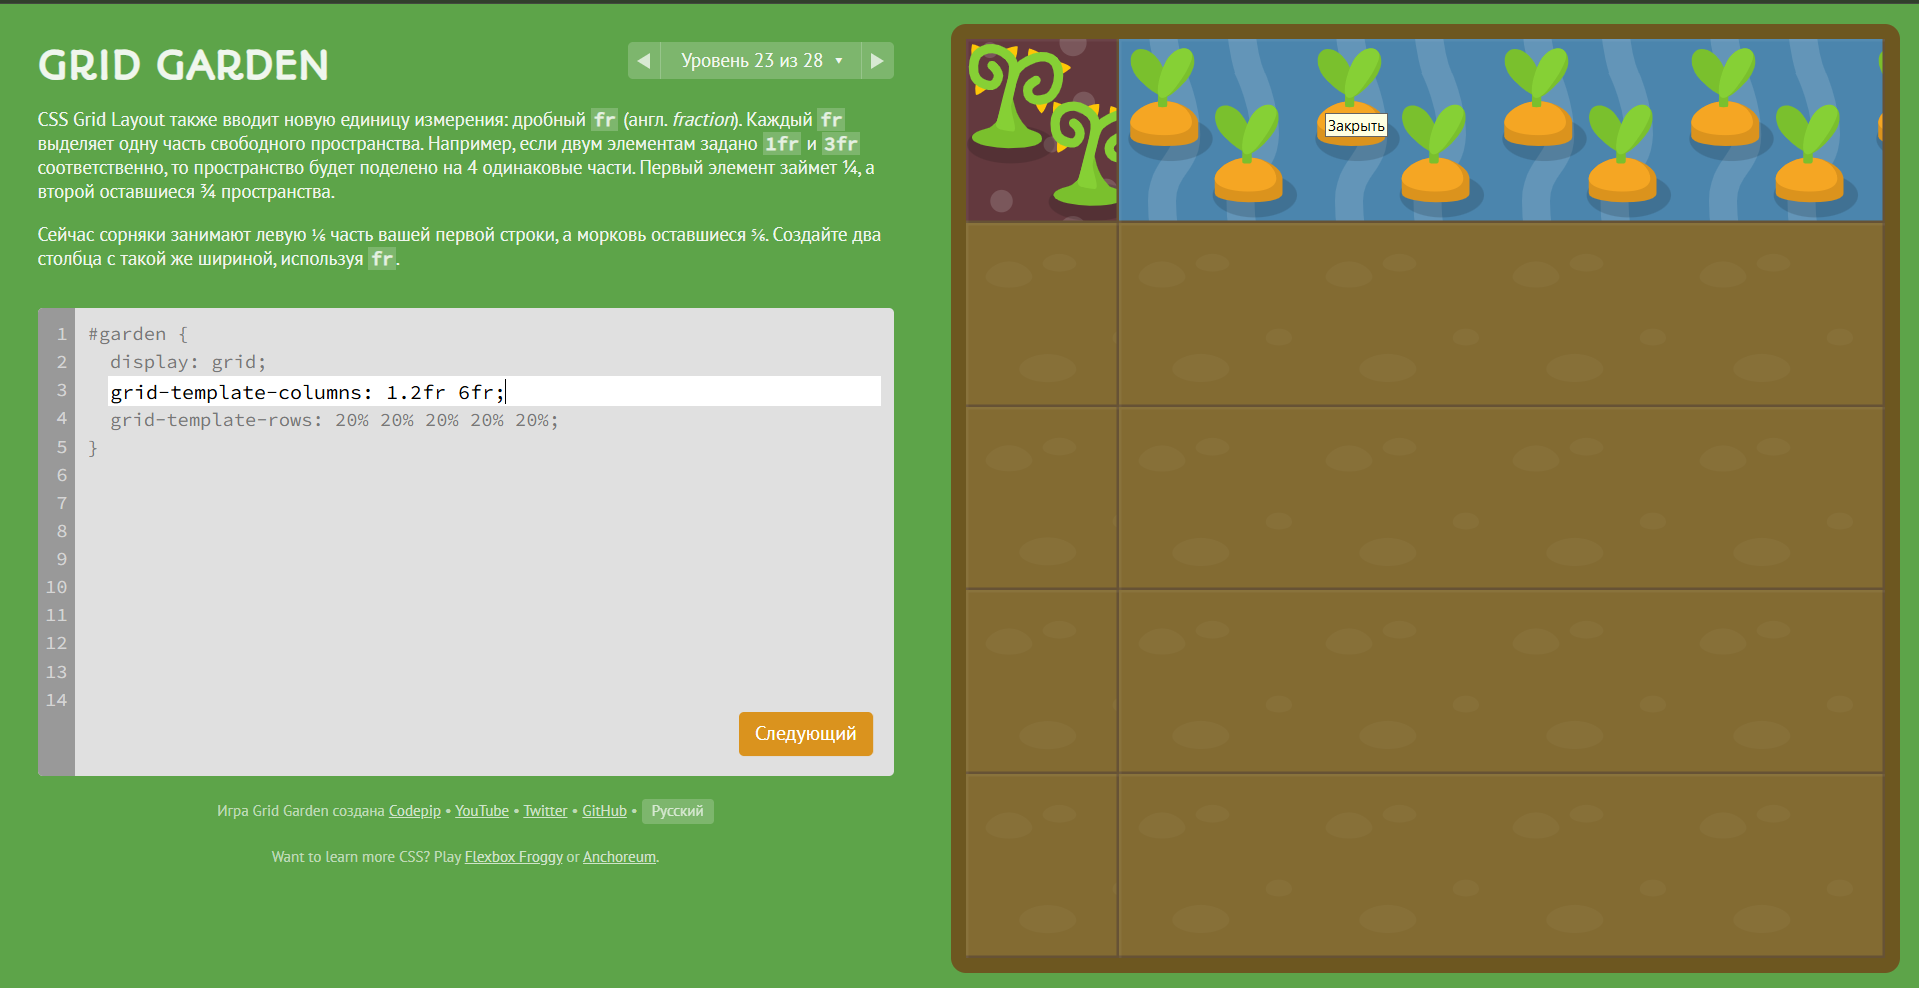 GRID GARDEN
◀ Уровень 23 из 28 ▼ ▶
CSS Grid Layout также вводит новую единицу измерения: дробный fr (англ. fraction). Каждый fr
выделяет одну часть свободного пространства. Например, если двум элементам задано 1fr и 3fr
соответственно, то пространство будет поделено на 4 одинаковые части. Первый элемент займет ¼, а
второй оставшиеся ¾ пространства.
Сейчас сорняки занимают левую ⅙ часть вашей первой строки, а морковь оставшиеся ⅚. Создайте два
столбца с такой же шириной, используя fr.
1 #garden {
2 display: grid;
3 grid-template-columns: 1.2fr 6fr;
4 grid-template-rows: 20% 20% 20% 20% 20%;
5 }
6
7
8
9
10
11
12
13
14
Следующий
Игра Grid Garden создана Codepip • YouTube • Twitter • GitHub • Русский
Want to learn more CSS? Play Flexbox Froggy or Anchoreum.
Закрыть